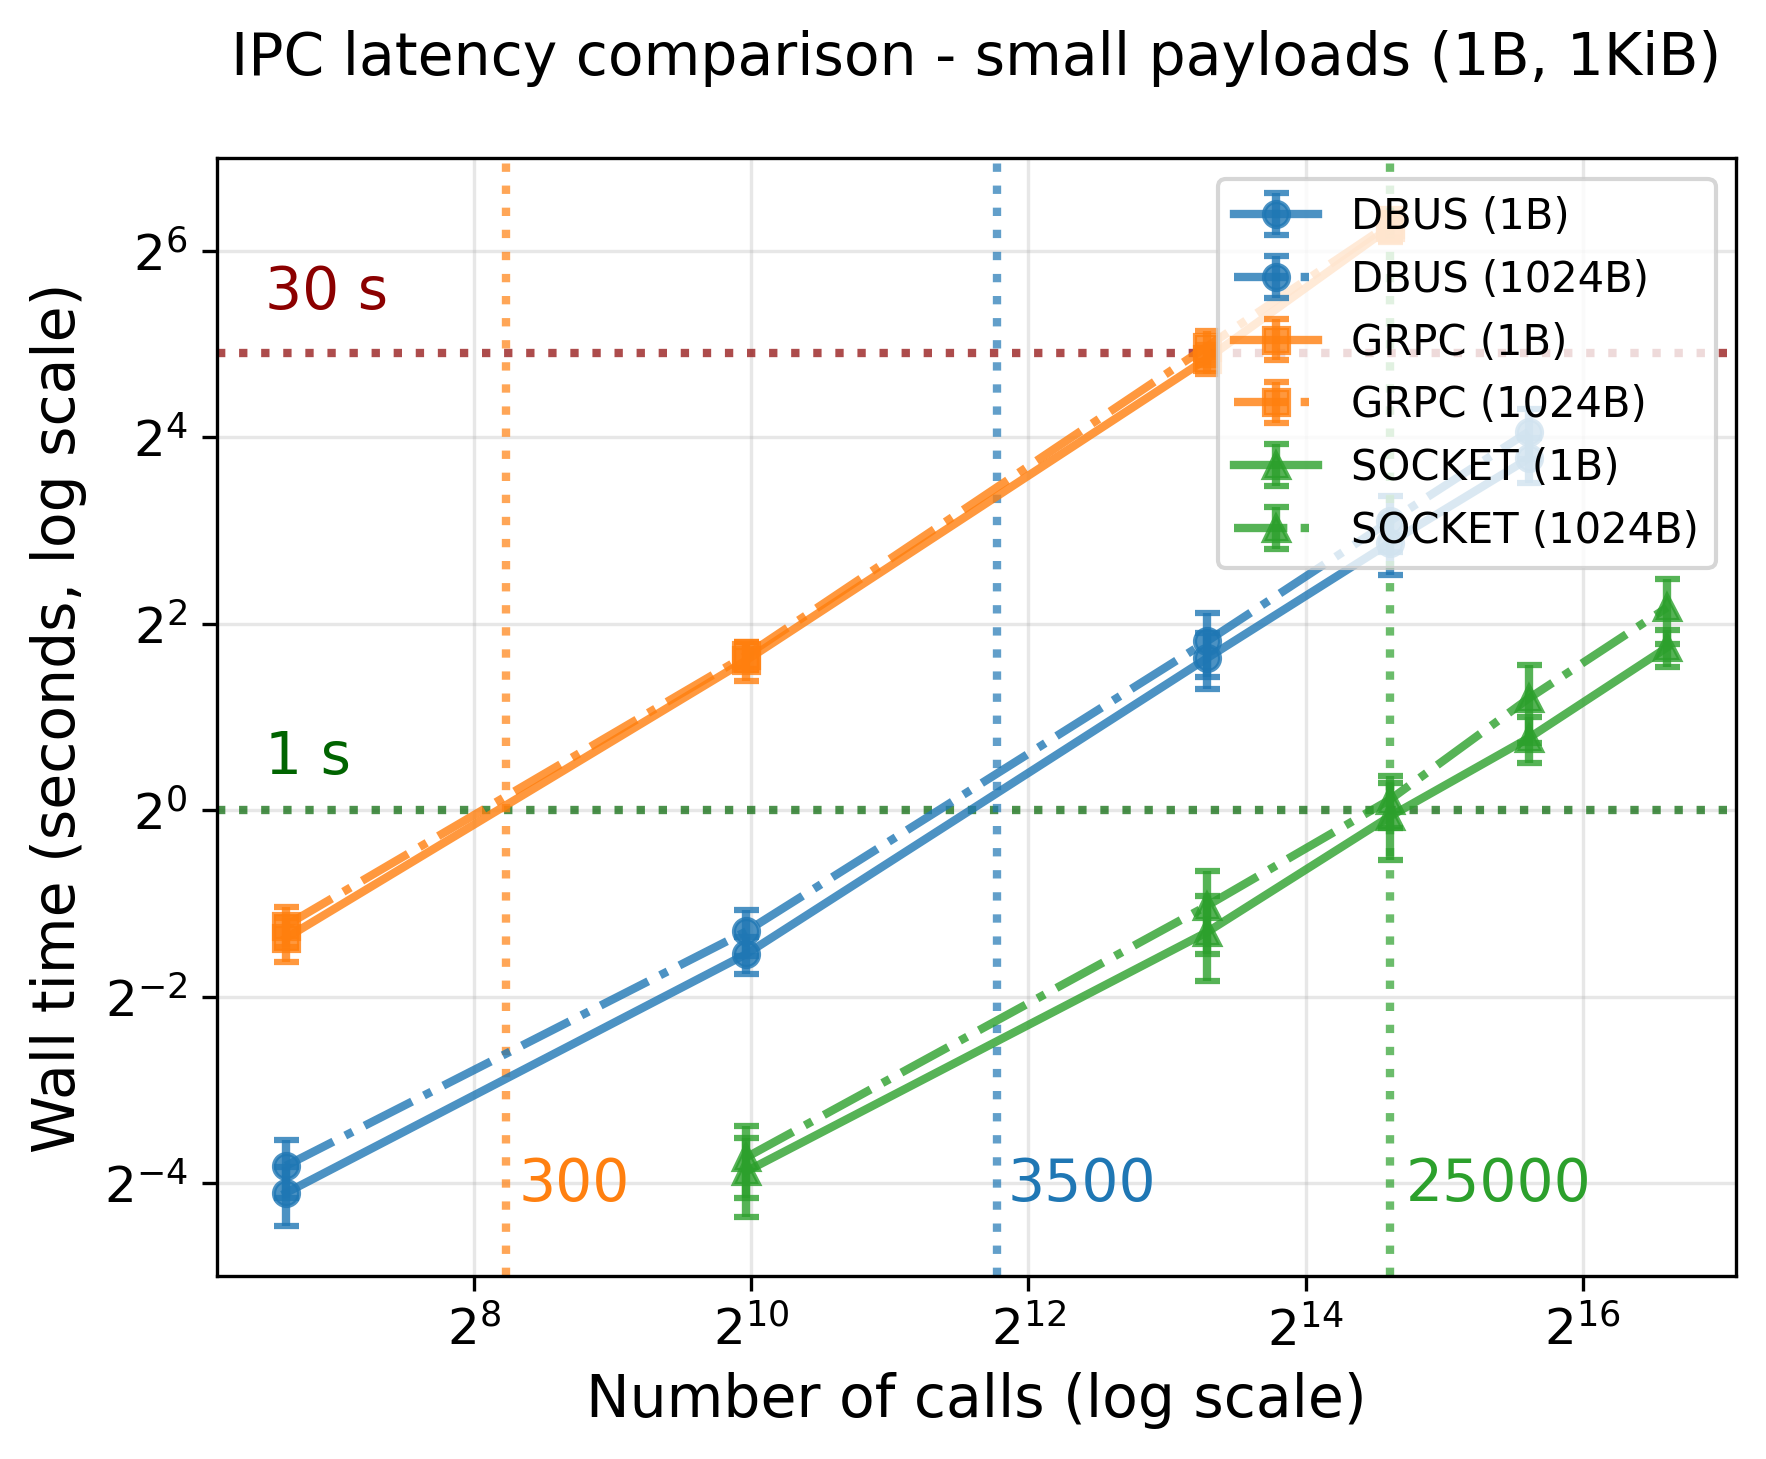 IPC latency comparison - small payloads (1B, 1KiB)
DBUS (1B)
DBUS (1024B)
GRPC (1B)
GRPC (1024B)
SOCKET (1B)
SOCKET (1024B)
30 s
1 s
300
3500
25000
2⁶
2⁴
2²
2⁰
2⁻²
2⁻⁴
Wall time (seconds, log scale)
2⁸
2¹⁰
2¹²
2¹⁴
2¹⁶
Number of calls (log scale)